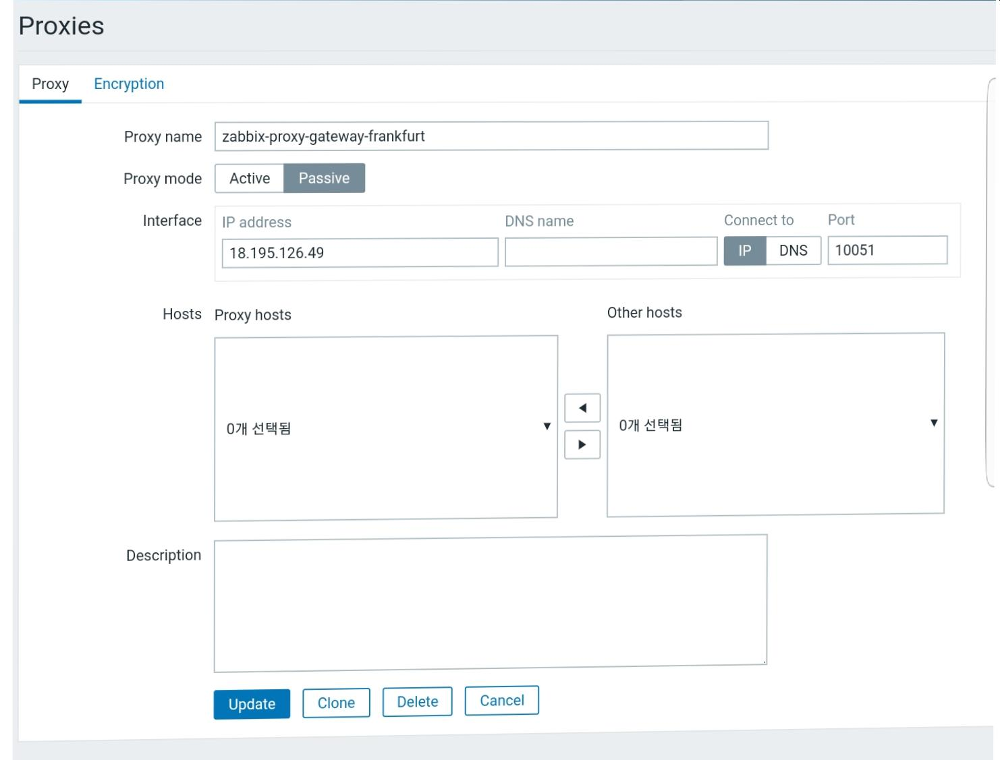 Proxies
Proxy Encryption
Proxy name zabbix-proxy-gateway-frankfurt
Proxy mode Active Passive
Interface IP address DNS name Connect to Port
18.195.126.49 IP DNS 10051
Hosts Proxy hosts Other hosts
0개 선택됨 0개 선택됨
Description
Update Clone Delete Cancel